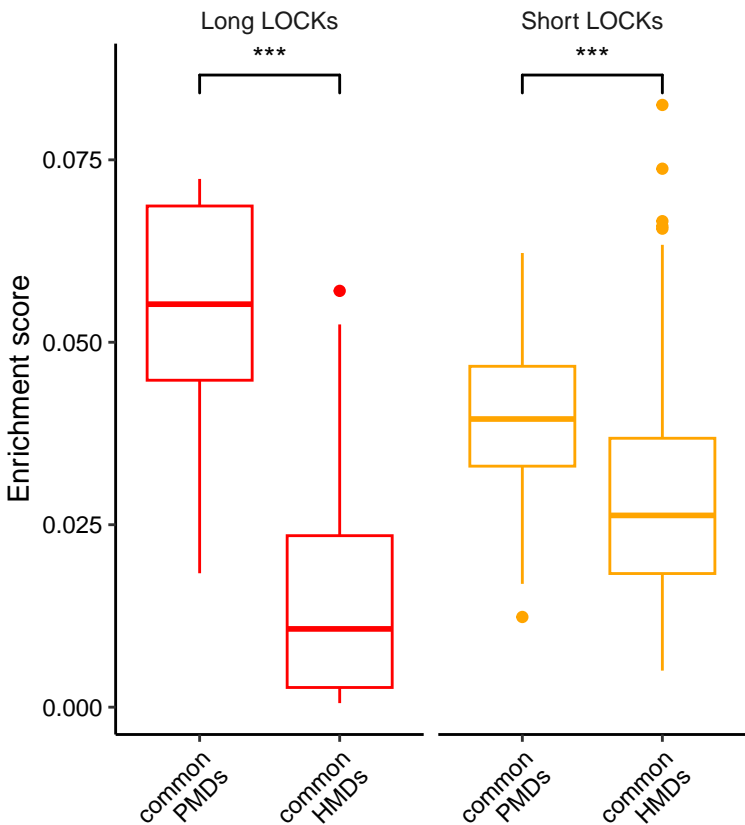 Long LOCKs
Short LOCKs
***
***
Enrichment score
0.075
0.050
0.025
0.000
common
PMDs
common
HMDs
common
PMDs
common
HMDs